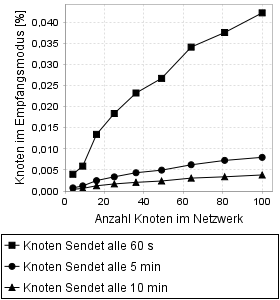 Knoten im Empfangsmodus [%]
0,040
0,035
0,030
0,025
0,020
0,015
0,010
0,005
0,000
0 20 40 60 80 100
Anzahl Knoten im Netzwerk
Knoten Sendet alle 60 s
Knoten Sendet alle 5 min
Knoten Sendet alle 10 min